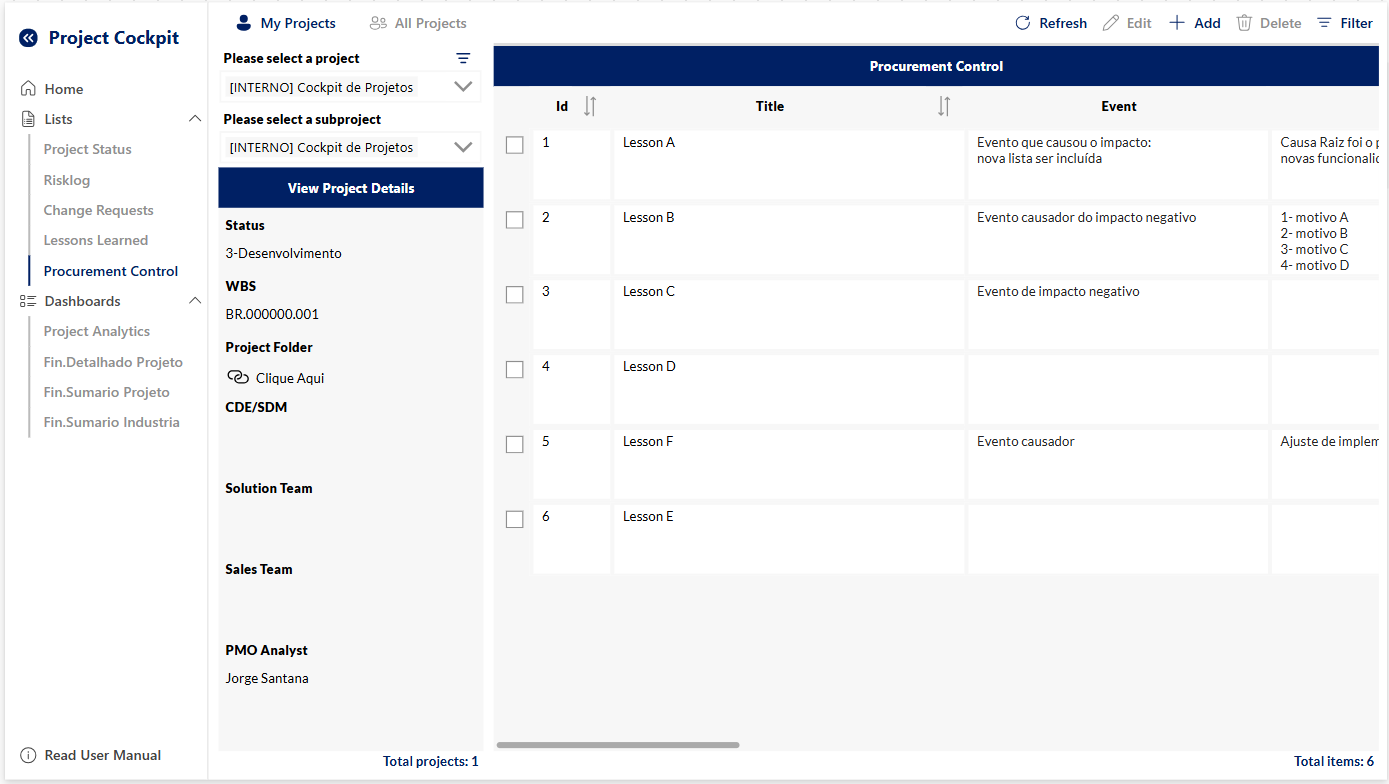 Project Cockpit
Home
Lists
Project Status
Risklog
Change Requests
Lessons Learned
Procurement Control
Dashboards
Project Analytics
Fin.Detalhado Projeto
Fin.Sumario Projeto
Fin.Sumario Industria
Read User Manual
My Projects
All Projects
Refresh
Edit
Add
Delete
Filter
Please select a project
[INTERNO] Cockpit de Projetos
Please select a subproject
[INTERNO] Cockpit de Projetos
View Project Details
Status
3-Desenvolvimento
WBS
BR.000000.001
Project Folder
Clique Aqui
CDE/SDM
Solution Team
Sales Team
PMO Analyst
Jorge Santana
Total projects: 1
Procurement Control
Id
Title
Event
1
Lesson A
Evento que causou o impacto:
nova lista ser incluída
Causa Raiz foi o
novas
2
Lesson B
Evento causador do impacto negativo
1- motivo A
2- motivo B
3- motivo C
4- motivo D
3
Lesson C
Evento de impacto negativo
4
Lesson D
5
Lesson F
Evento causador
Ajuste de
6
Lesson E
Total items: 6